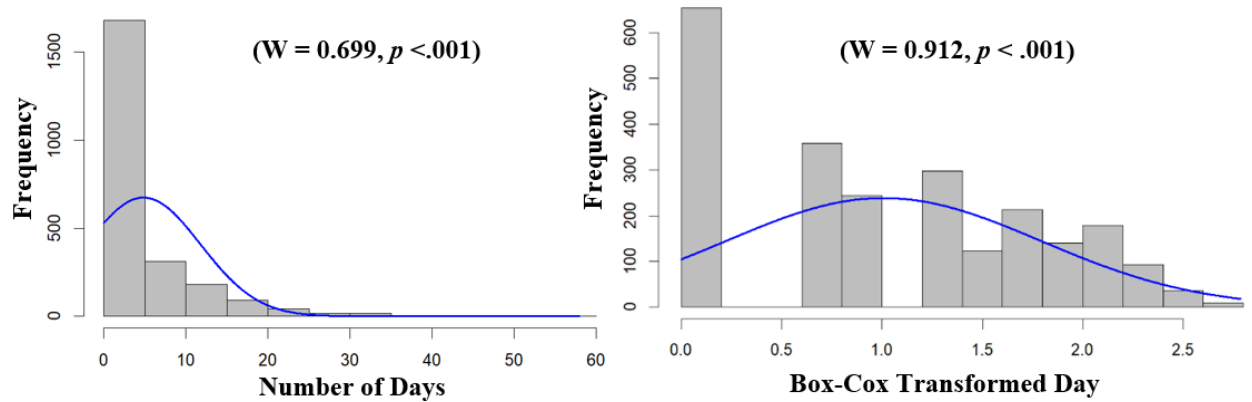 (W = 0.699, p <.001)
Frequency
0
500
1000
1500
0 10 20 30 40 50 60
Number of Days
(W = 0.912, p < .001)
Frequency
0
100
200
300
400
500
600
0.0 0.5 1.0 1.5 2.0 2.5
Box-Cox Transformed Day